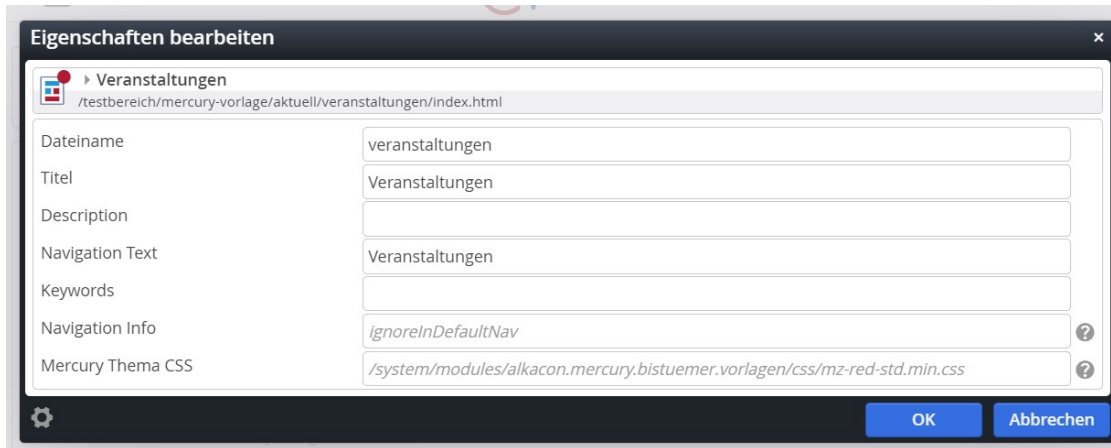 Eigenschaften bearbeiten
Veranstaltungen
/testbereich/mercury-vorlage/aktuell/veranstaltungen/index.html
Dateiname veranstaltungen
Titel Veranstaltungen
Description
Navigation Text Veranstaltungen
Keywords
Navigation Info ignoreInDefaultNav
Mercury Thema CSS /system/modules/alkacon.mercury.bistuemer.vorlagen/css/mz-red-std.min.css
OK Abbrechen